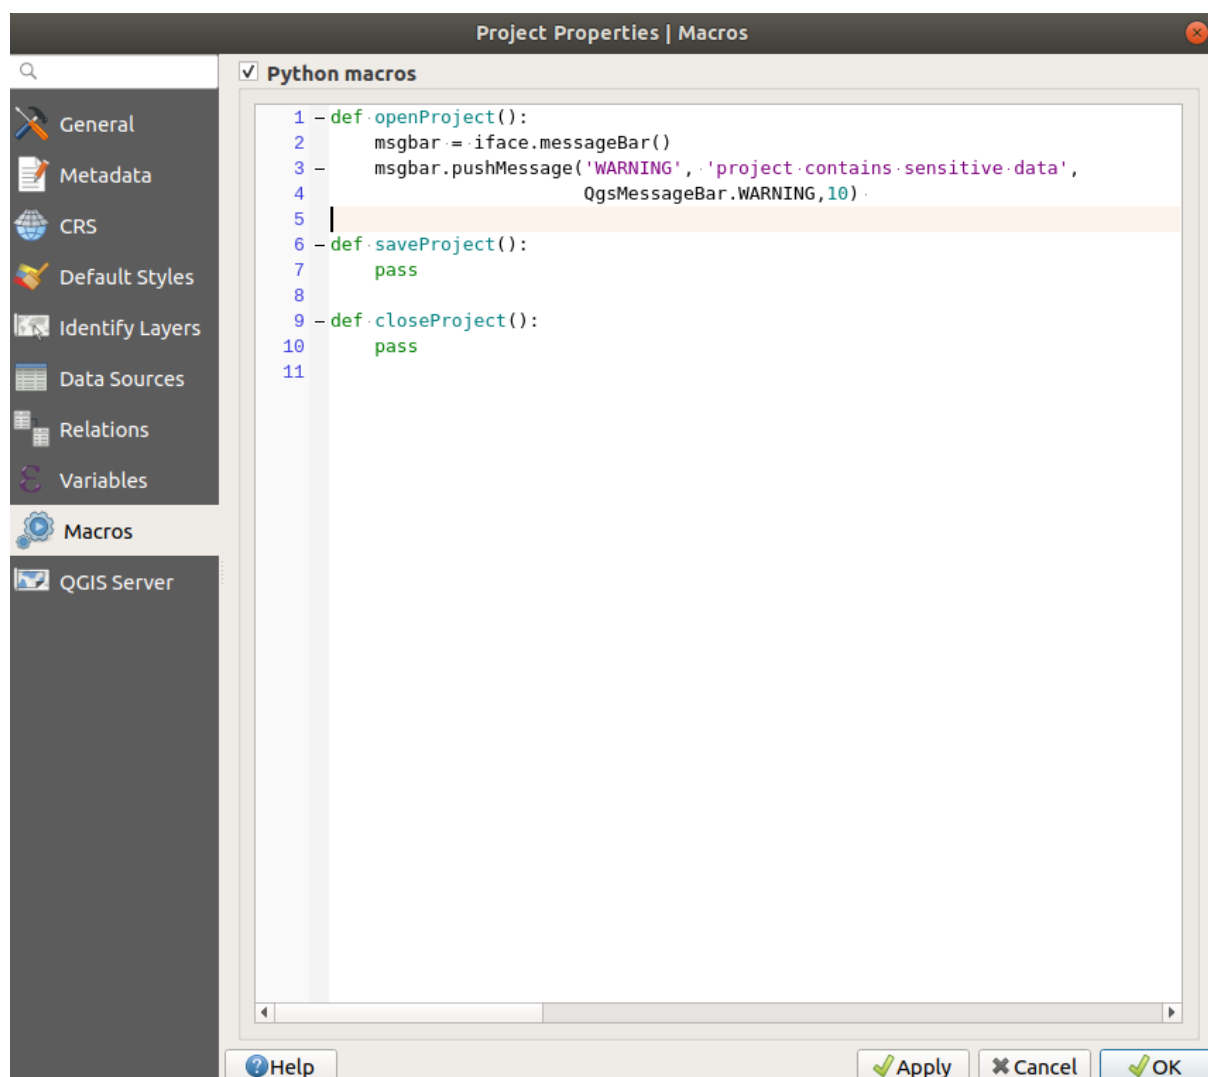 Project Properties | Macros
Python macros
General
Metadata
CRS
Default Styles
Identify Layers
Data Sources
Relations
Variables
Macros
QGIS Server
1 def openProject():
2 msgbar = iface.messageBar()
3 msgbar.pushMessage('WARNING', 'project contains sensitive data',
4 QgsMessageBar.WARNING,10)
5
6 def saveProject():
7 pass
8
9 def closeProject():
10 pass
11
Help
Apply
Cancel
OK